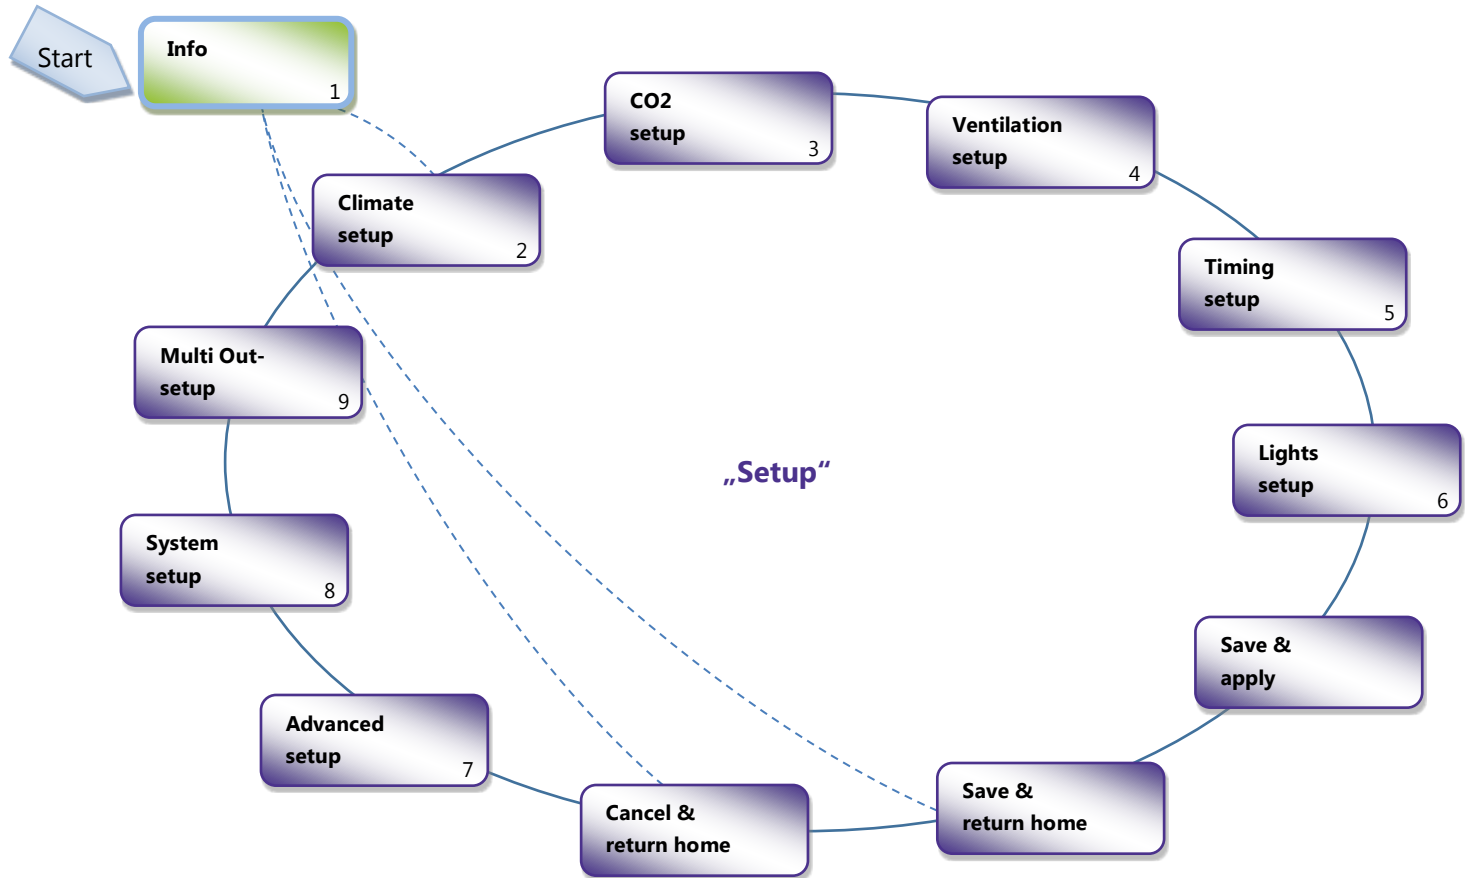 Start
Info
1
CO2
setup
3
Ventilation
setup
4
Climate
setup
2
Timing
setup
5
Multi Out-
setup
9
„Setup“
Lights
setup
6
System
setup
8
Save &
apply
Advanced
setup
7
Cancel &
return home
Save &
return home